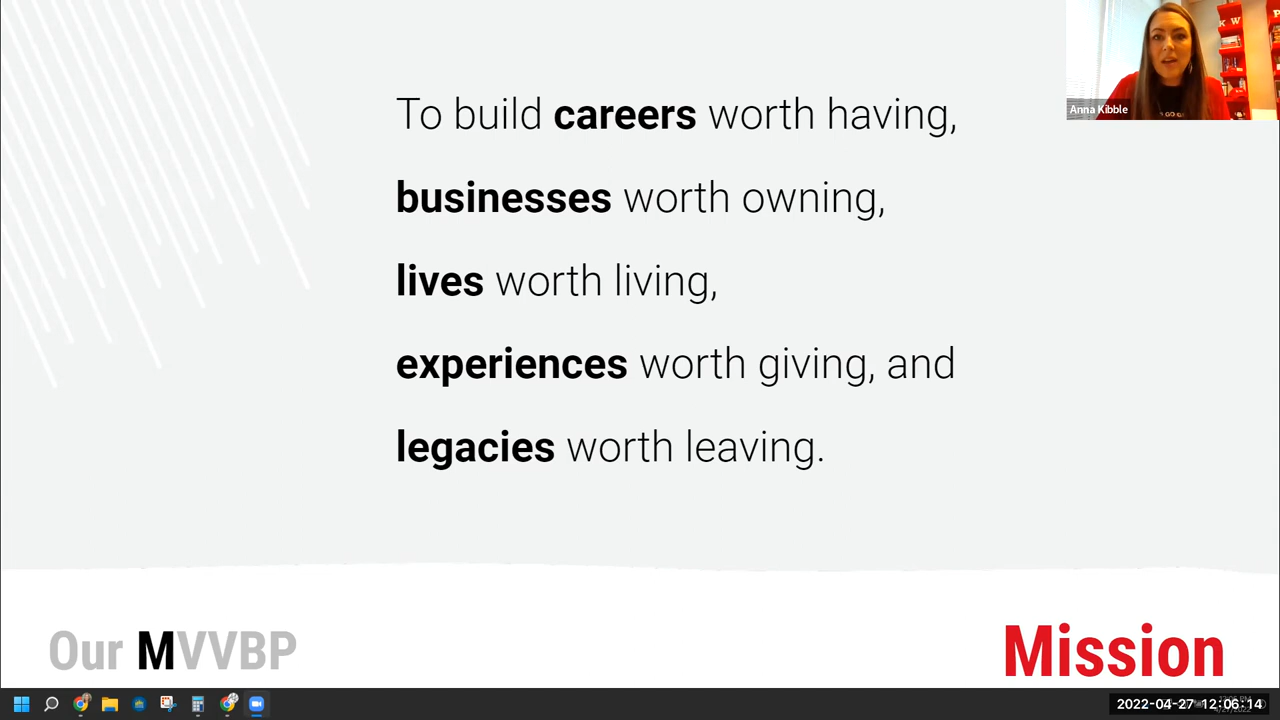 To build careers worth having,
businesses worth owning,
lives worth living,
experiences worth giving, and
legacies worth leaving.
K W P
Anna Kibble
Our MVVBP
Mission
2022-04-27 12:06:14